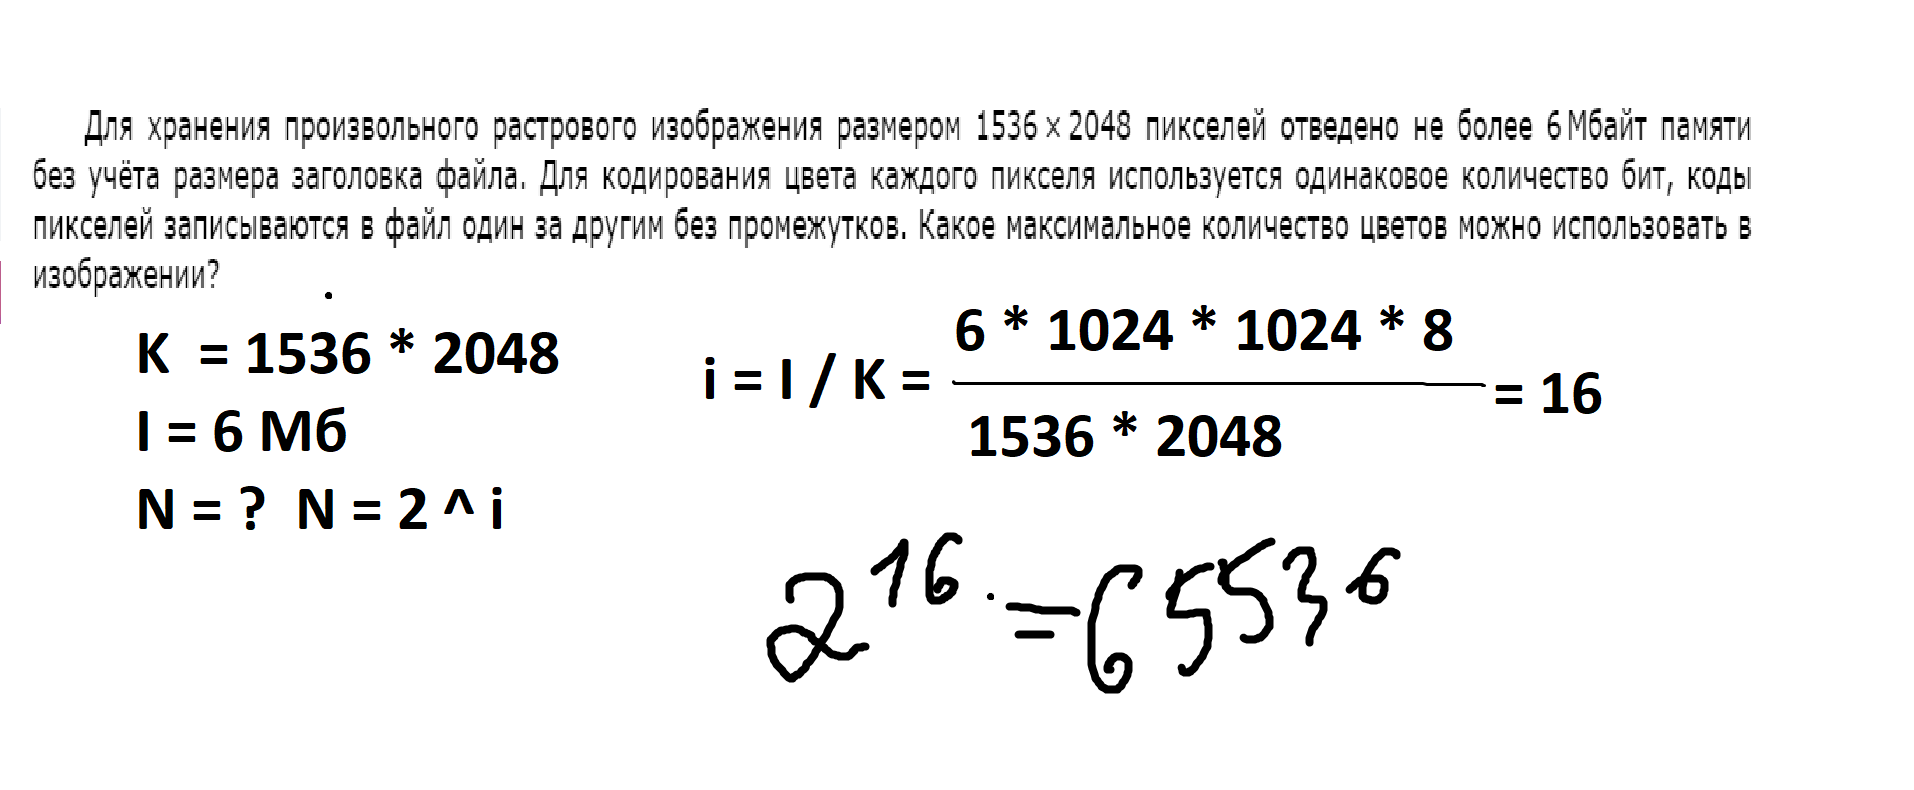 Для хранения произвольного растрового изображения размером 1536 × 2048 пикселей отведено не более 6 Мбайт памяти
без учёта размера заголовка файла. Для кодирования цвета каждого пикселя используется одинаковое количество бит, коды
пикселей записываются в файл один за другим без промежутков. Какое максимальное количество цветов можно использовать в
изображении?
K = 1536 * 2048
I = 6 Мб
N = ? N = 2 ^ i
i = I / K =
6 * 1024 * 1024 * 8
1536 * 2048
= 16
2^16 = 65536